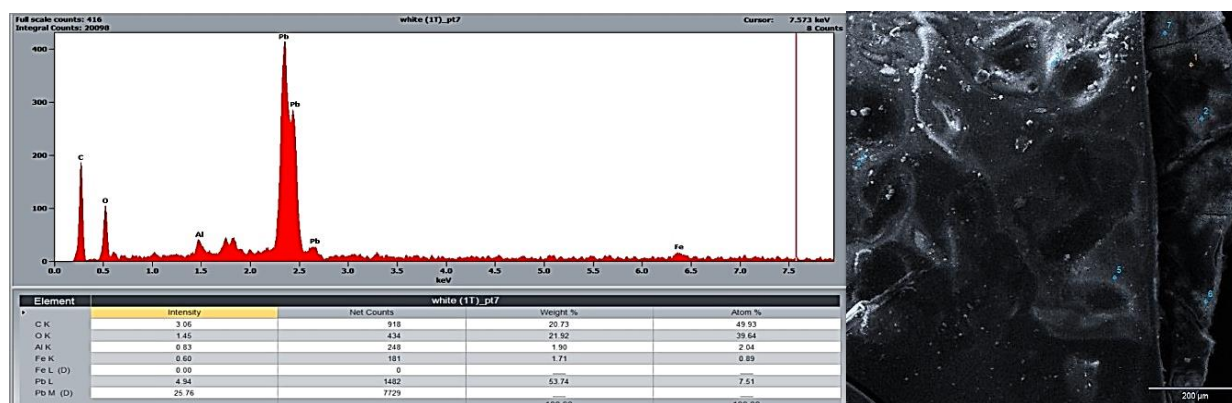 Full scale counts: 416 white (1T)_pt7 Cursor: 7.573 keV
Integral Counts: 20098 8 Counts
400
300
200
100
0
Pb
Pb
C
O
Al
Pb
Fe
0.0 0.5 1.0 1.5 2.0 2.5 3.0 3.5 4.0 4.5 5.0 5.5 6.0 6.5 7.0 7.5
keV
Element white (1T)_pt7
Intensity Net Counts Weight % Atom %
C K 3.06 918 20.73 49.93
O K 1.45 434 21.92 39.64
Al K 0.83 248 1.90 2.04
Fe K 0.60 181 1.71 0.89
Fe L (D) 0.00 0 ___ ___
Pb L 4.94 1482 53.74 7.51
Pb M (D) 25.76 7729 ___ ___
7
1
2
5
200 µm